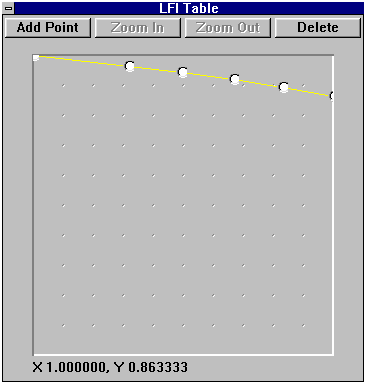 LFI Table
Add Point Zoom In Zoom Out Delete
X 1.000000, Y 0.863333